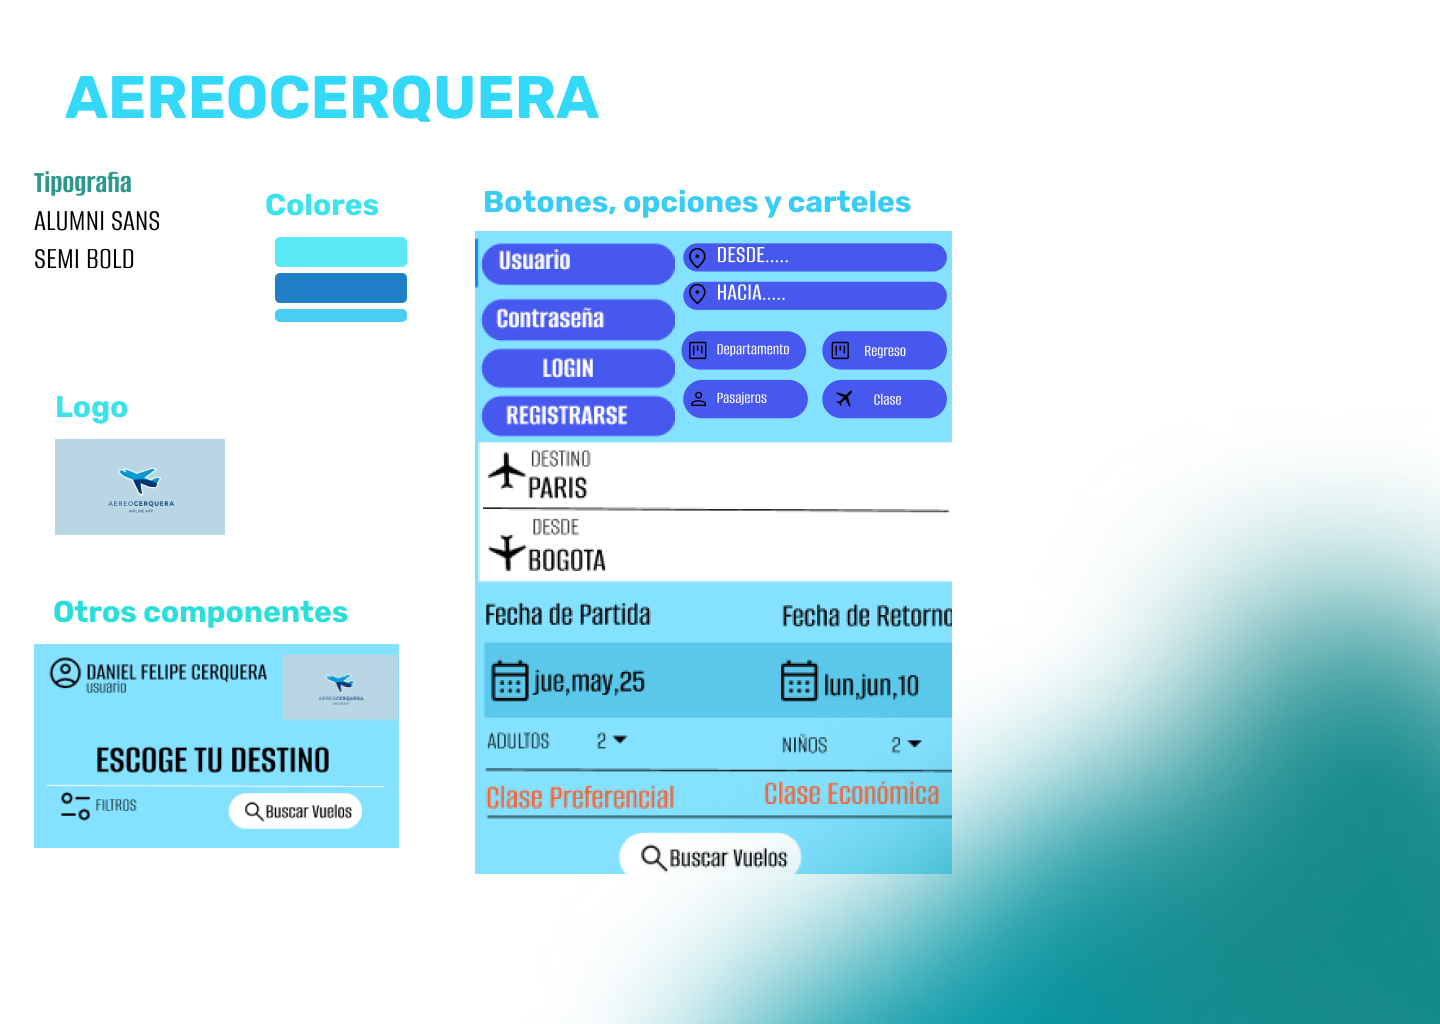 AEREOCERQUERA
Tipografia
ALUMNI SANS
SEMI BOLD
Colores
Logo
AEREOCERQUERA
AIRLINE APP
Otros componentes
DANIEL FELIPE CERQUERA
usuario
AEREOCERQUERA
ESCOGE TU DESTINO
FILTROS
Buscar Vuelos
Botones, opciones y carteles
Usuario
Contraseña
LOGIN
REGISTRARSE
DESDE.....
HACIA.....
Departamento
Regreso
Pasajeros
Clase
DESTINO
PARIS
DESDE
BOGOTA
Fecha de Partida
Fecha de Retorno
jue,may,25
lun,jun,10
ADULTOS 2
NIÑOS 2
Clase Preferencial
Clase Económica
Buscar Vuelos